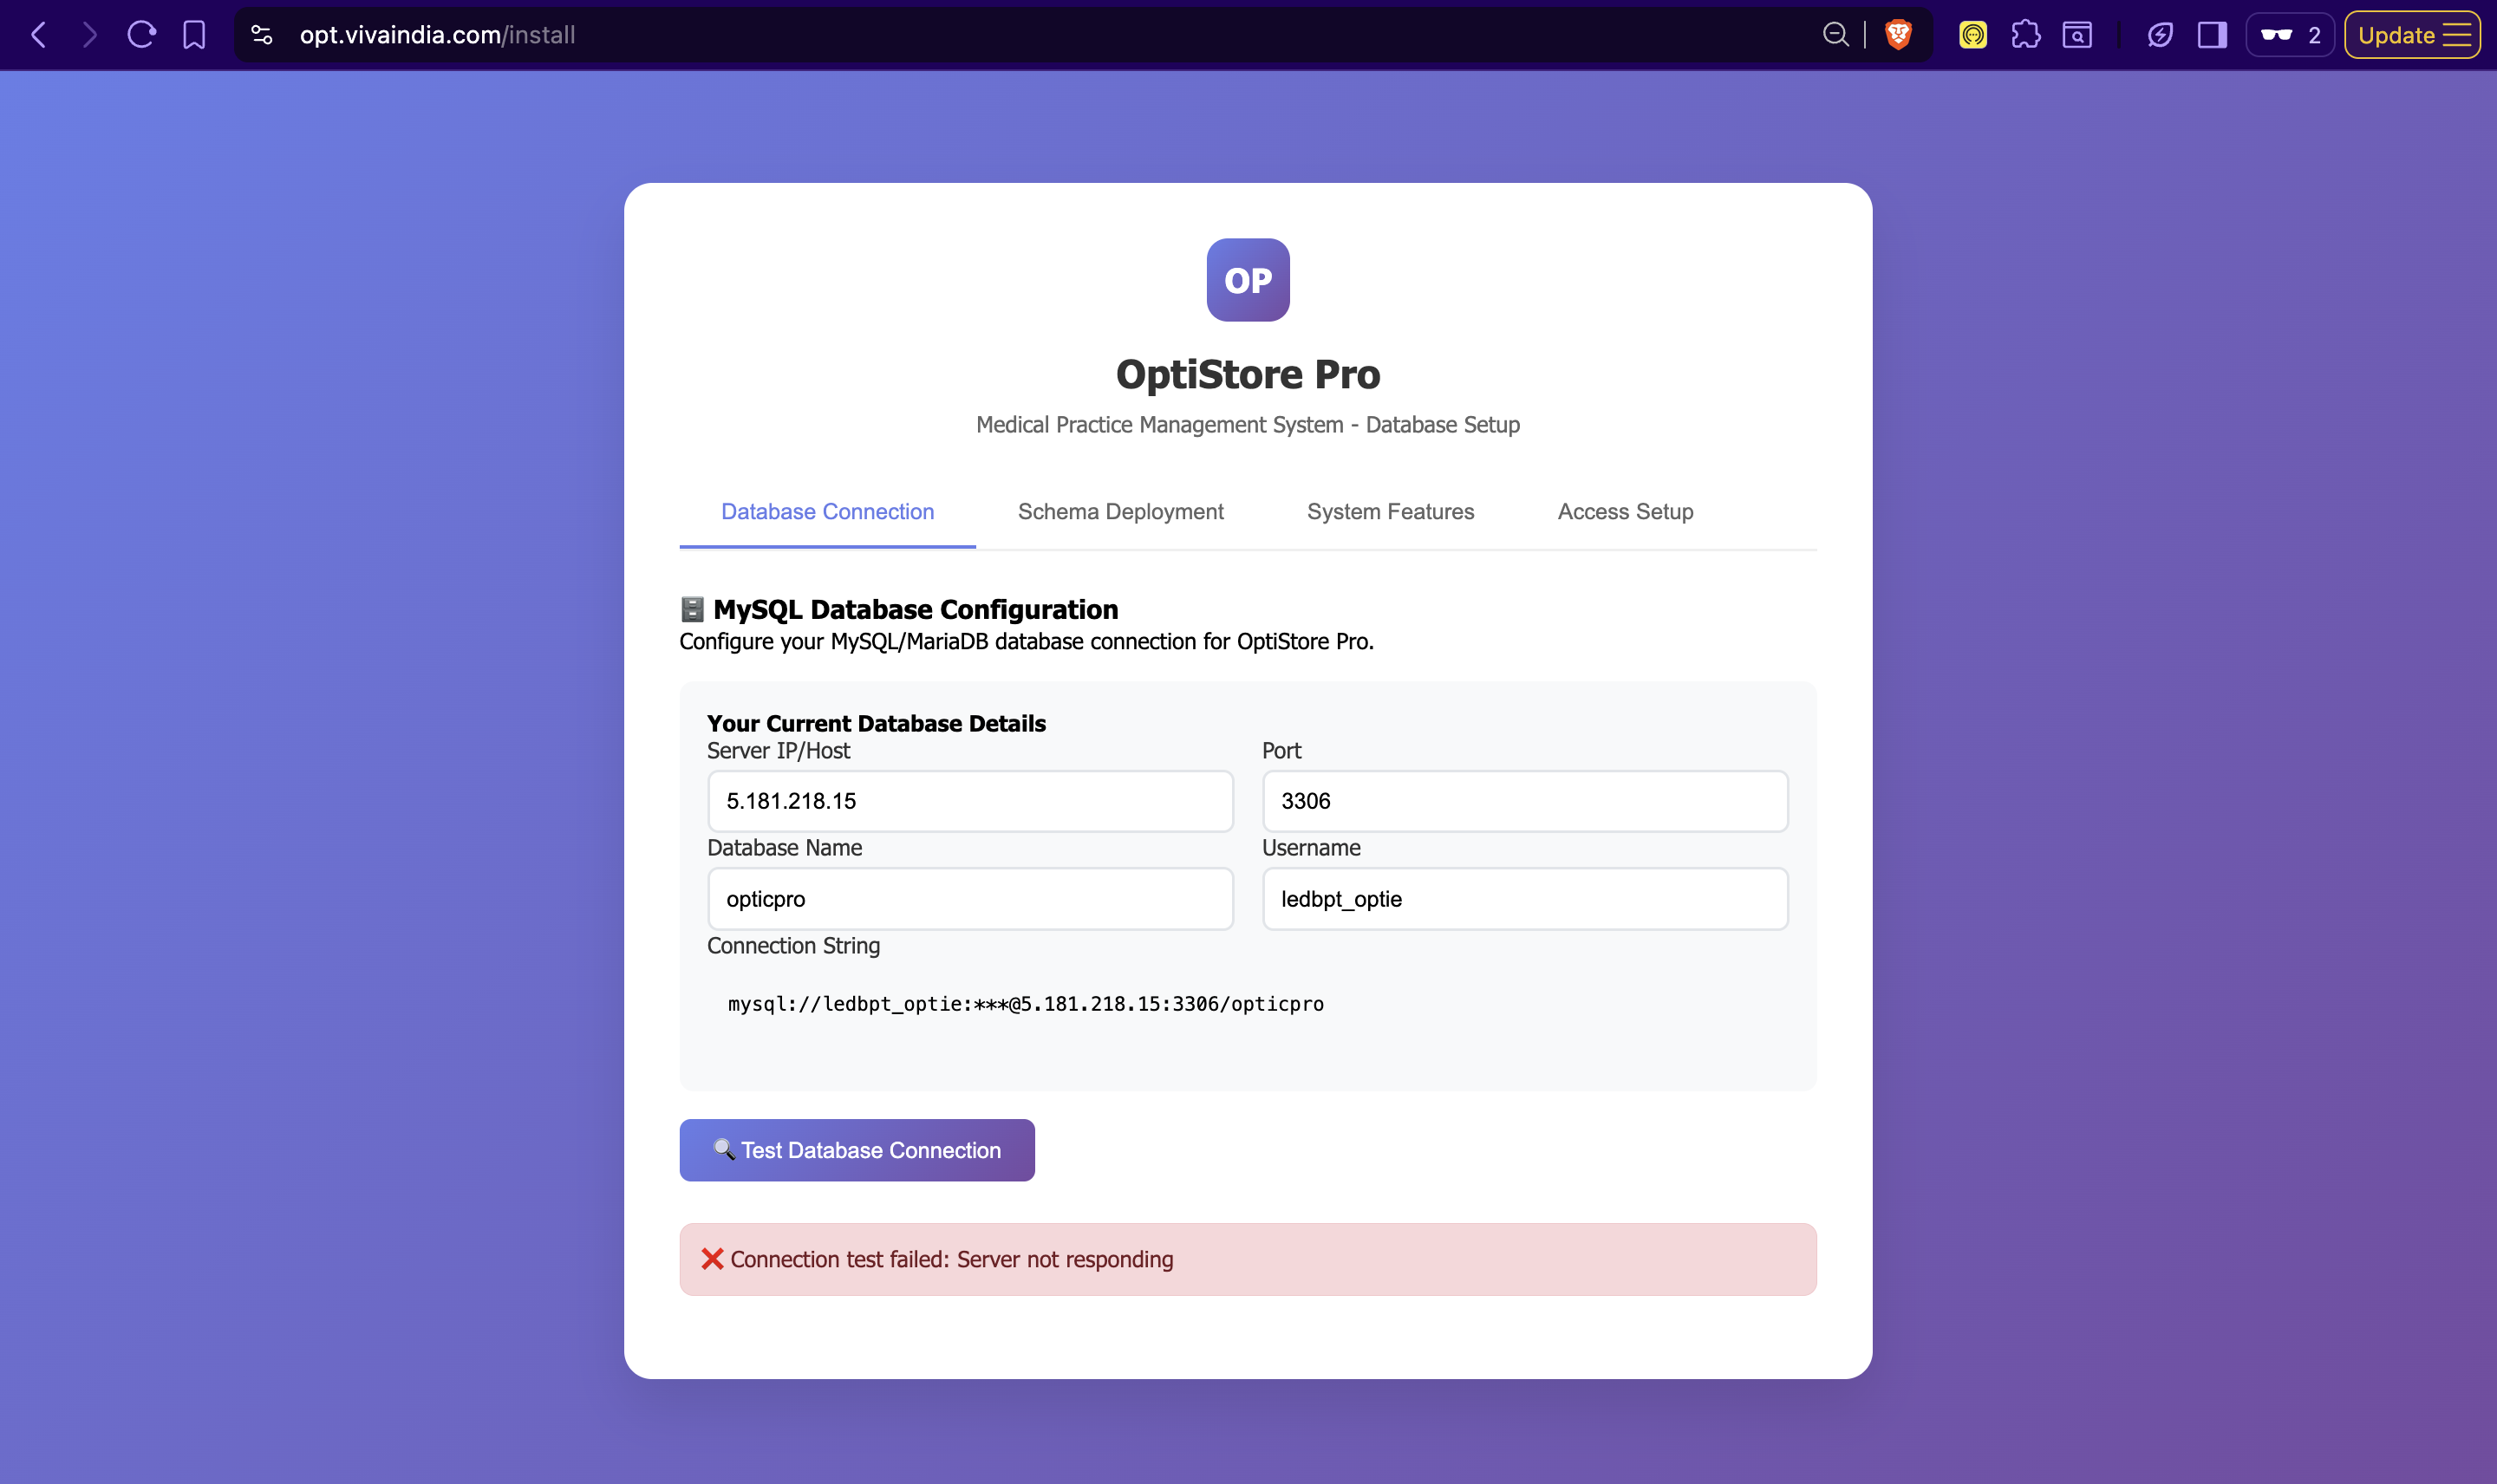 opt.vivaindia.com/install
2
Update
OP
OptiStore Pro
Medical Practice Management System - Database Setup
Database Connection
Schema Deployment
System Features
Access Setup
MySQL Database Configuration
Configure your MySQL/MariaDB database connection for OptiStore Pro.
Your Current Database Details
Server IP/Host
Port
5.181.218.15
3306
Database Name
Username
opticpro
ledbpt_optie
Connection String
mysql://ledbpt_optie:***@5.181.218.15:3306/opticpro
🔍 Test Database Connection
❌ Connection test failed: Server not responding